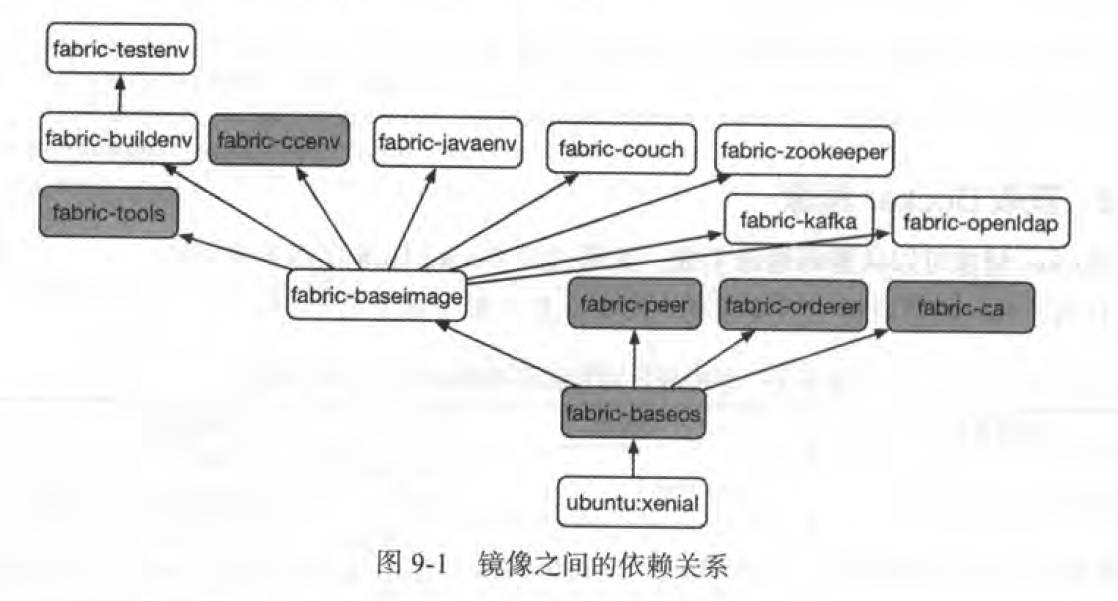 fabric-testenv
fabric-buildenv
fabric-ccenv
fabric-javaenv
fabric-couch
fabric-zookeeper
fabric-tools
fabric-kafka
fabric-openldap
fabric-baseimage
fabric-peer
fabric-orderer
fabric-ca
fabric-baseos
ubuntu:xenial
图 9-1 镜像之间的依赖关系